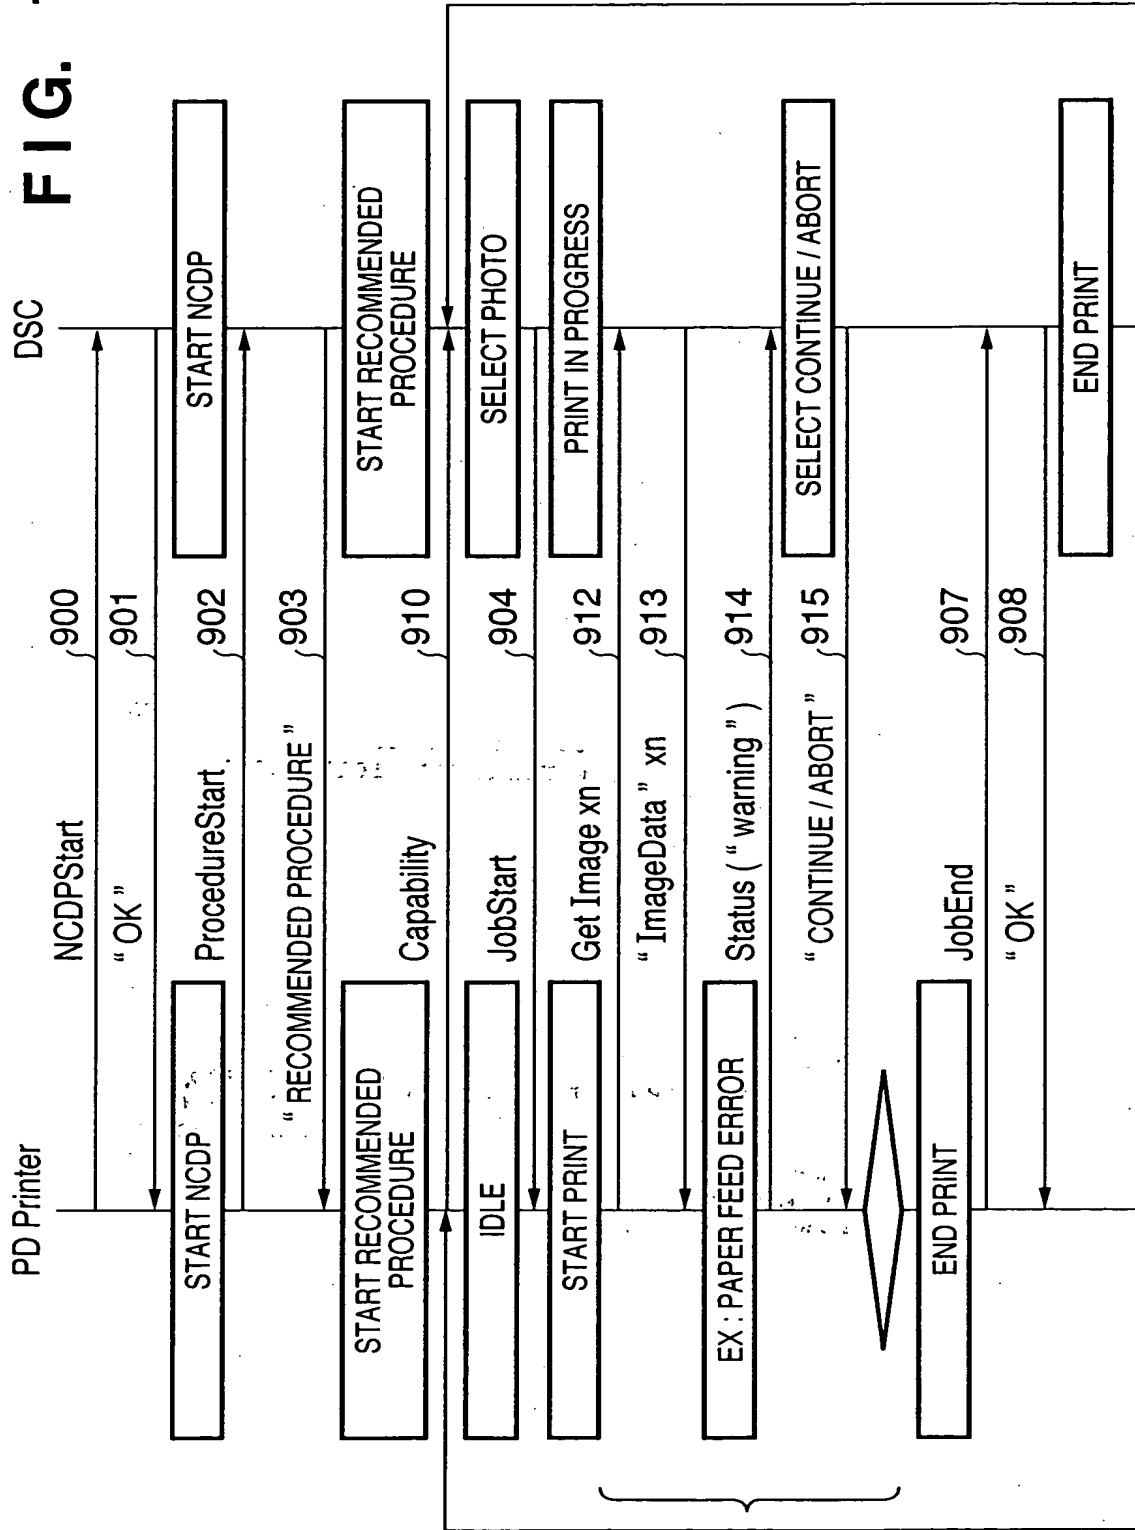 FIG.
PD Printer
DSC
NCDPStart
900
"OK"
901
START NCDP
START NCDP
ProcedureStart
902
"RECOMMENDED PROCEDURE"
903
START RECOMMENDED
PROCEDURE
START RECOMMENDED
PROCEDURE
Capability
910
IDLE
SELECT PHOTO
JobStart
904
START PRINT
PRINT IN PROGRESS
Get Image xn
912
"ImageData" xn
913
EX : PAPER FEED ERROR
Status ("warning")
914
SELECT CONTINUE / ABORT
"CONTINUE / ABORT"
915
END PRINT
JobEnd
907
"OK"
908
END PRINT